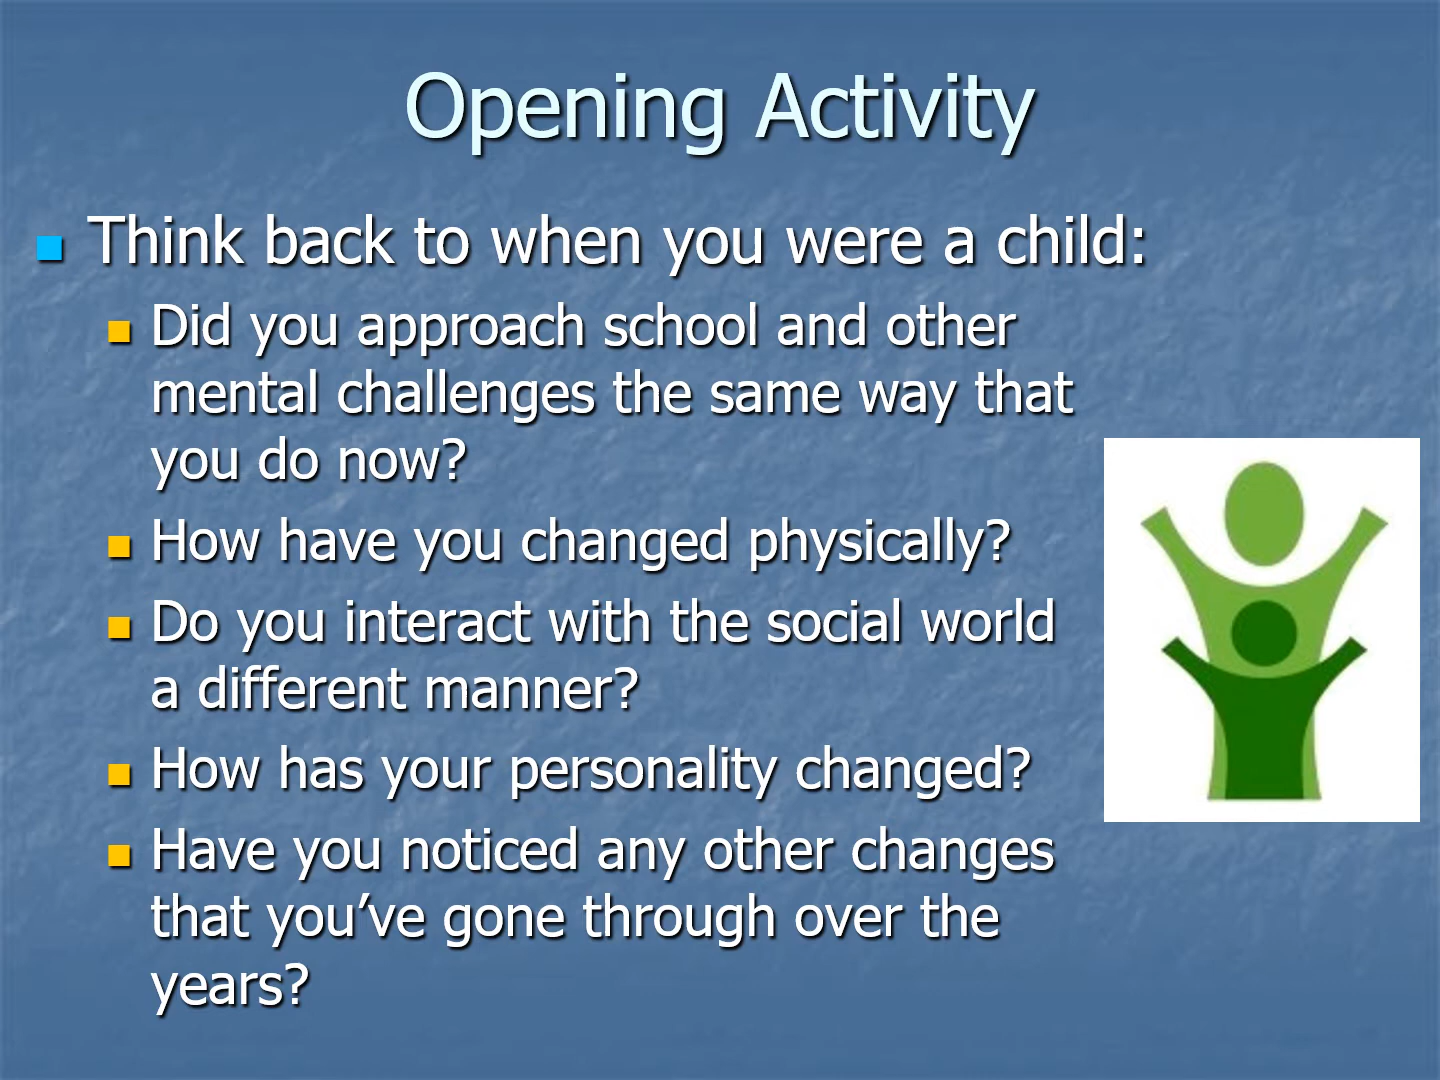 Opening Activity
Think back to when you were a child:
Did you approach school and other
mental challenges the same way that
you do now?
How have you changed physically?
Do you interact with the social world
a different manner?
How has your personality changed?
Have you noticed any other changes
that you’ve gone through over the
years?